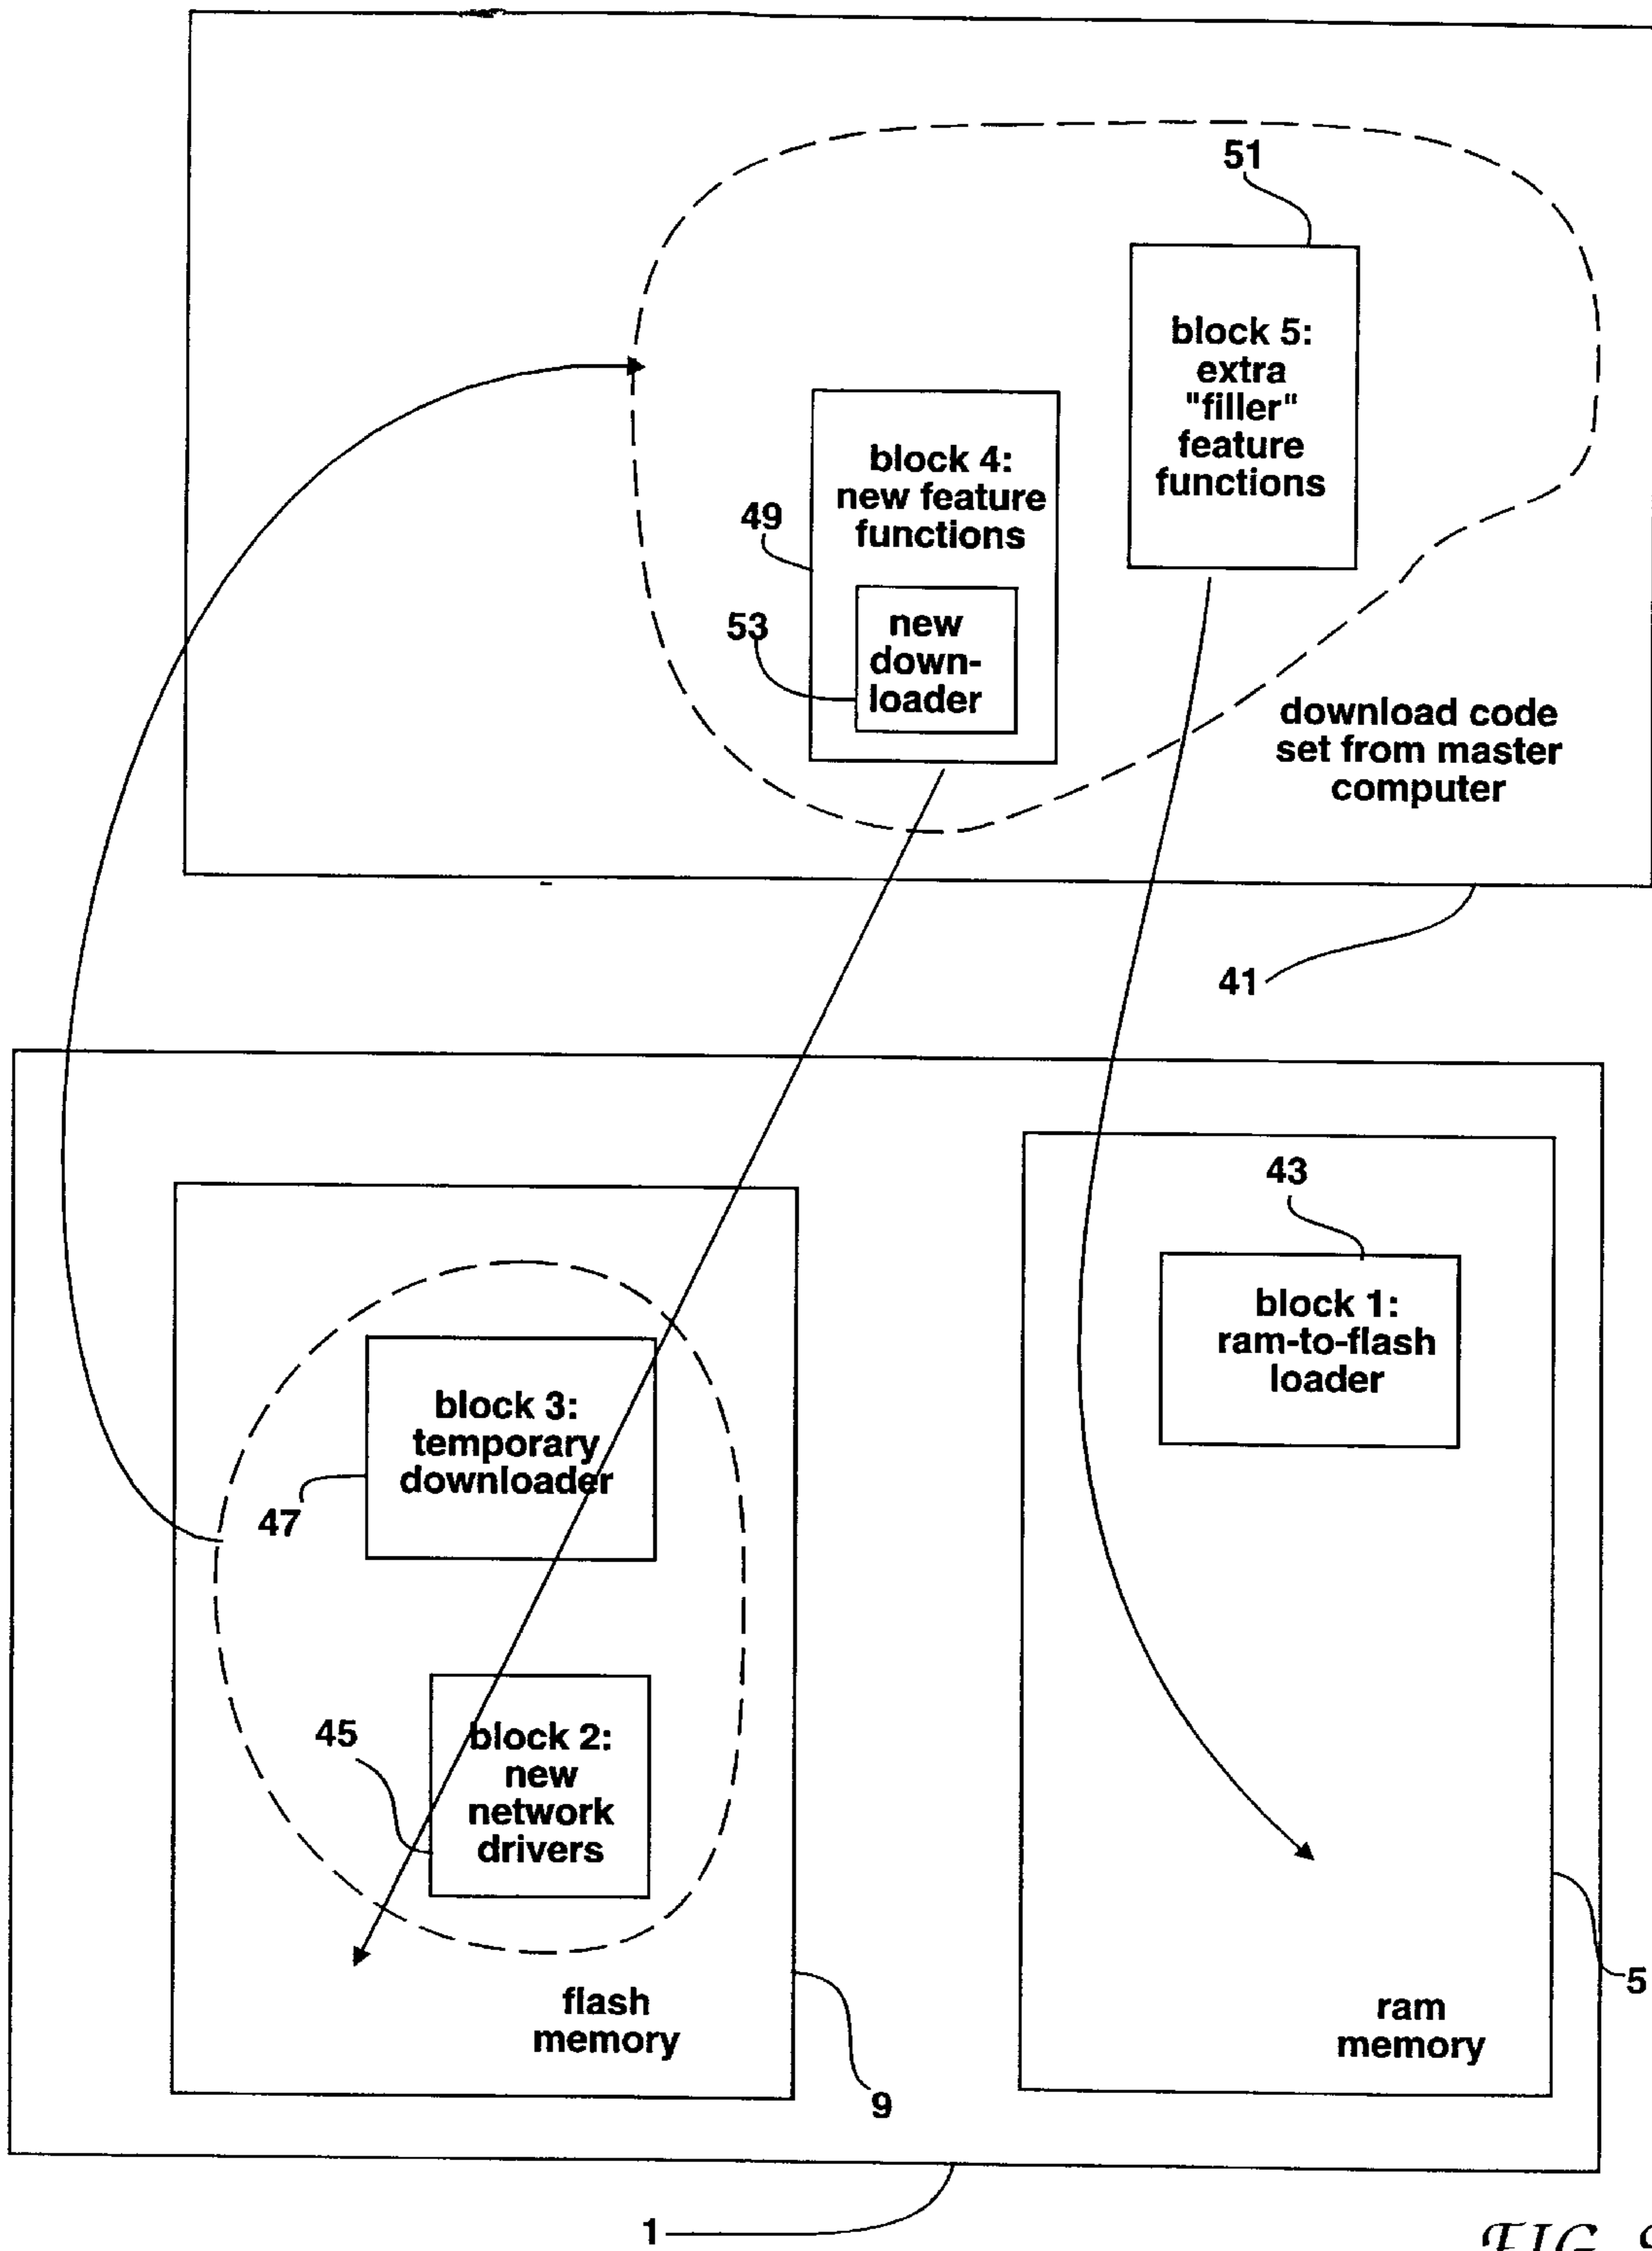 51
block 5:
extra
"filler"
feature
functions
block 4:
new feature
functions
49
53
new
down-
loader
download code
set from master
computer
41
43
block 1:
ram-to-flash
loader
block 3:
temporary
downloader
47
45
block 2:
new
network
drivers
flash
memory
9
ram
memory
5
1
FIG.